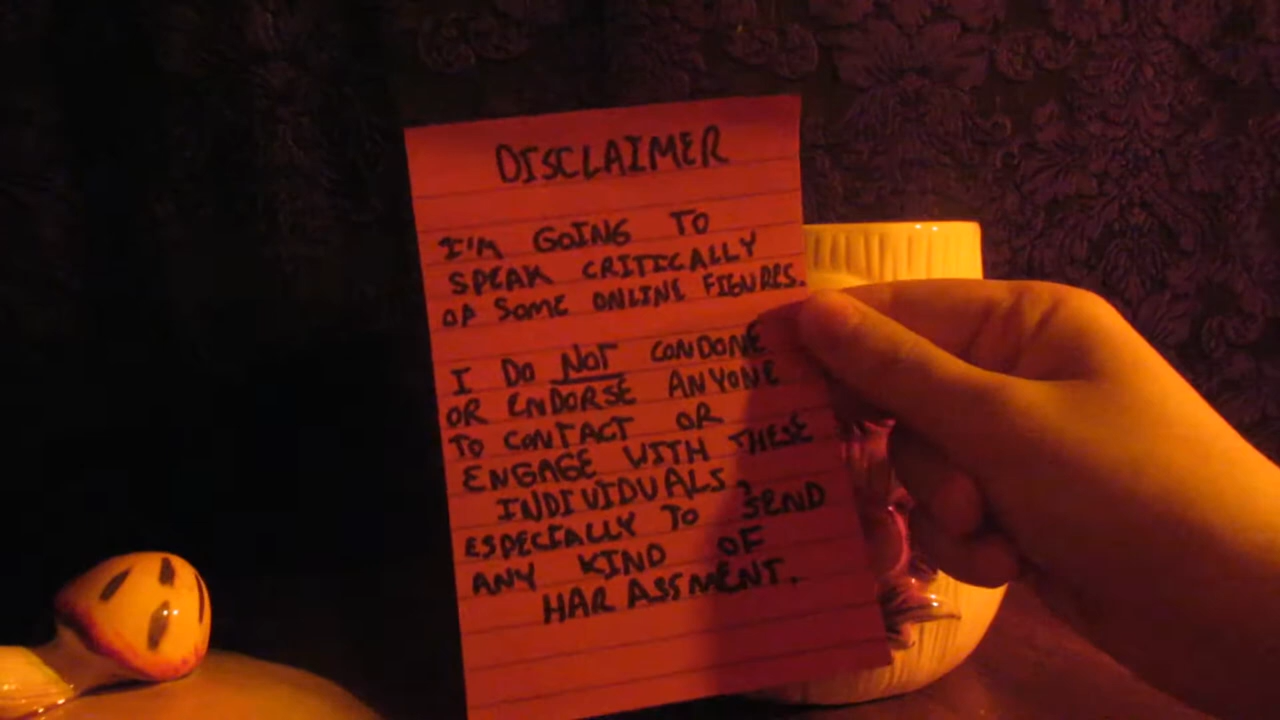 DISCLAIMER
I'M GOING TO
SPEAK CRITICALLY
OF SOME ONLINE FIGURES.
I DO NOT CONDONE
OR ENDORSE ANYONE
TO CONTACT OR
ENGAGE WITH THESE
INDIVIDUALS,
ESPECIALLY TO SEND
ANY KIND OF
HARASSMENT.